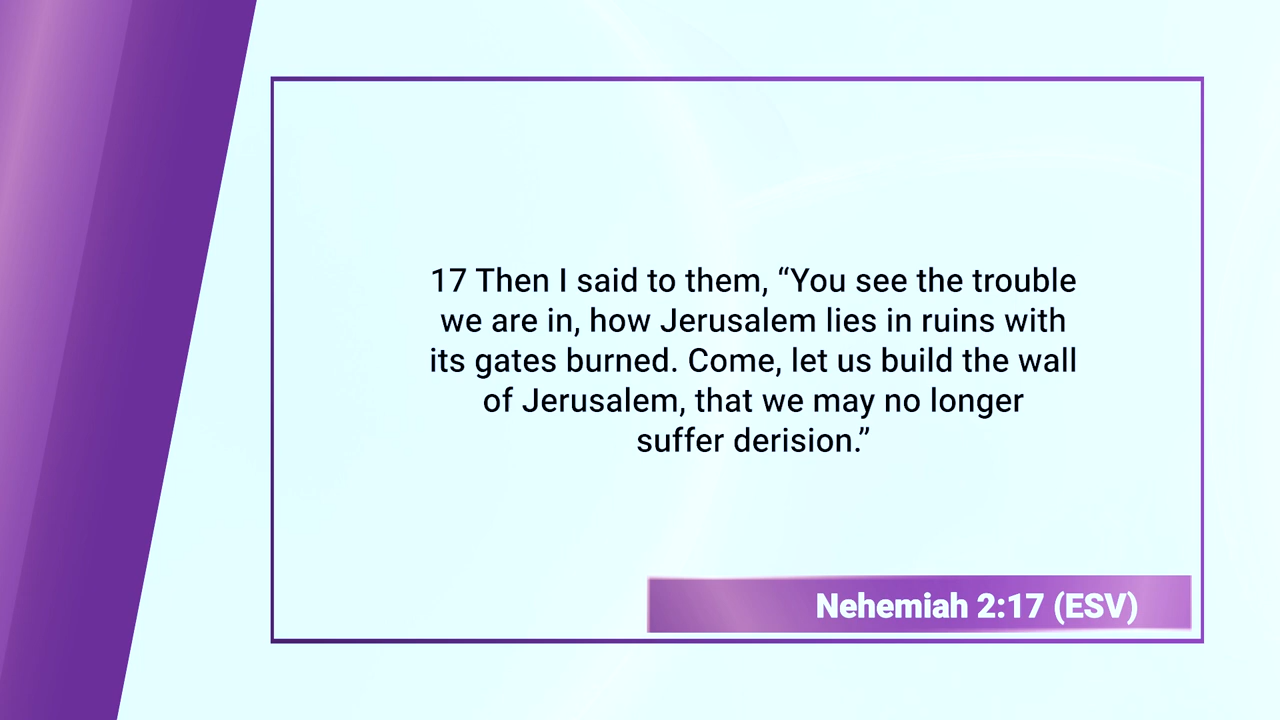 17 Then I said to them, “You see the trouble
we are in, how Jerusalem lies in ruins with
its gates burned. Come, let us build the wall
of Jerusalem, that we may no longer
suffer derision.”
Nehemiah 2:17 (ESV)